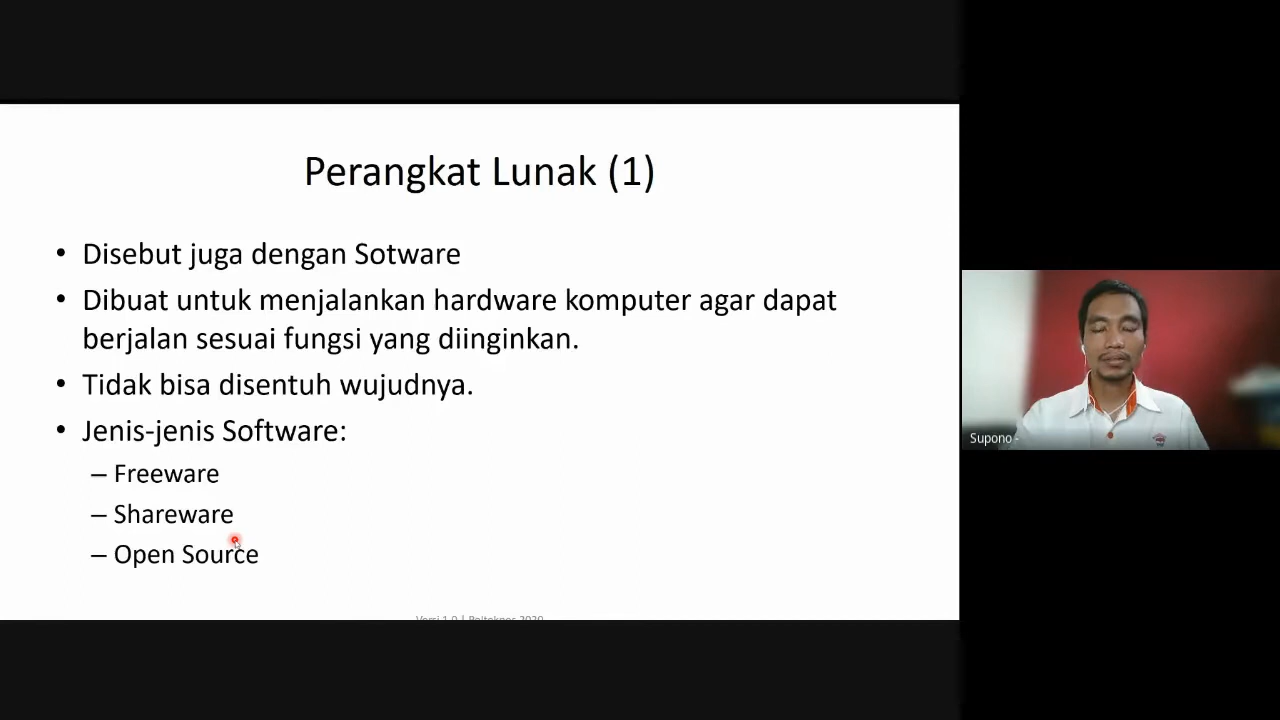 Perangkat Lunak (1)
• Disebut juga dengan Sotware
• Dibuat untuk menjalankan hardware komputer agar dapat
berjalan sesuai fungsi yang diinginkan.
• Tidak bisa disentuh wujudnya.
• Jenis-jenis Software:
– Freeware
– Shareware
– Open Source
Supono -